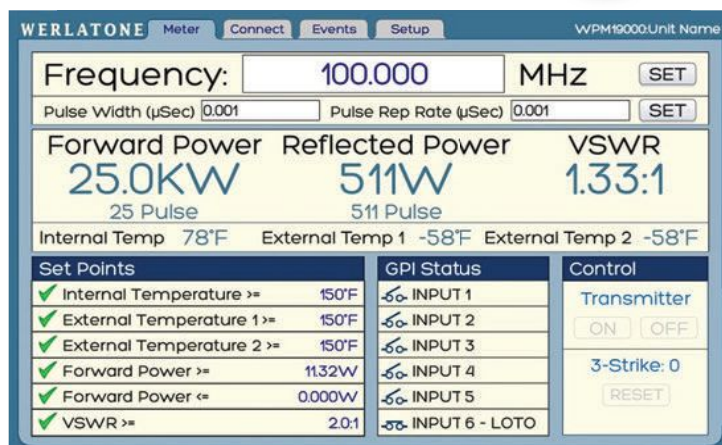 WERLATONE Meter Connect Events Setup WPM19000:Unit Name
Frequency: 100.000 MHz SET
Pulse Width (µSec) 0.001 Pulse Rep Rate (µSec) 0.001 SET
Forward Power Reflected Power VSWR
25.0KW 511W 1.33:1
25 Pulse 511 Pulse
Internal Temp 78°F External Temp 1 -58°F External Temp 2 -58°F
Set Points
Internal Temperature >= 150°F
External Temperature 1 >= 150°F
External Temperature 2 >= 150°F
Forward Power >= 11.32W
Forward Power <= 0.000W
VSWR >= 2.0:1
GPI Status
INPUT 1
INPUT 2
INPUT 3
INPUT 4
INPUT 5
INPUT 6 - LOTO
Control
Transmitter
ON OFF
3-Strike: 0
RESET